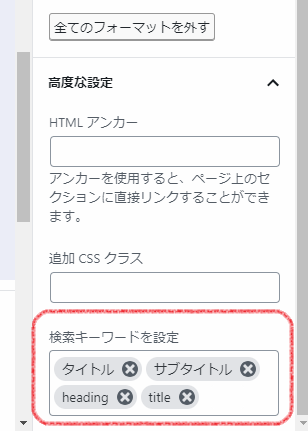 全てのフォーマットを外す
高度な設定
HTML アンカー
アンカーを使用すると、ページ上のセ
クションに直接リンクすることができ
ます。
追加 CSS クラス
検索キーワードを設定
タイトル サブタイトル
heading title